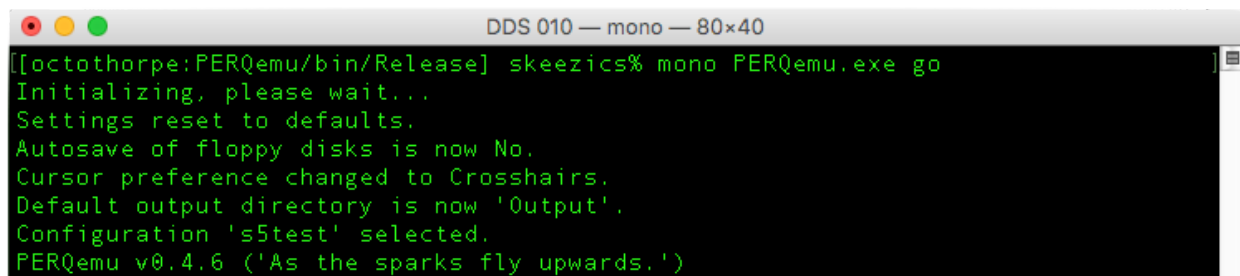 DDS 010 — mono — 80×40
[[octothorpe:PERQemu/bin/Release] skeezics% mono PERQemu.exe go ]
Initializing, please wait...
Settings reset to defaults.
Autosave of floppy disks is now No.
Cursor preference changed to Crosshairs.
Default output directory is now 'Output'.
Configuration 's5test' selected.
PERQemu v0.4.6 ('As the sparks fly upwards.')